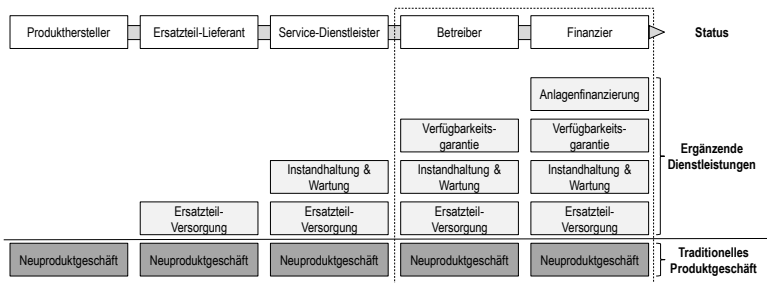 Produkthersteller Ersatzteil-Lieferant Service-Dienstleister Betreiber Finanzier Status
Anlagenfinanzierung
Verfügbarkeits- Verfügbarkeits-
garantie garantie
Ergänzende
Dienstleistungen
Instandhaltung & Instandhaltung & Instandhaltung &
Wartung Wartung Wartung
Ersatzteil- Ersatzteil- Ersatzteil- Ersatzteil-
Versorgung Versorgung Versorgung Versorgung
Neuproduktgeschäft Neuproduktgeschäft Neuproduktgeschäft Neuproduktgeschäft Neuproduktgeschäft
Traditionelles
Produktgeschäft